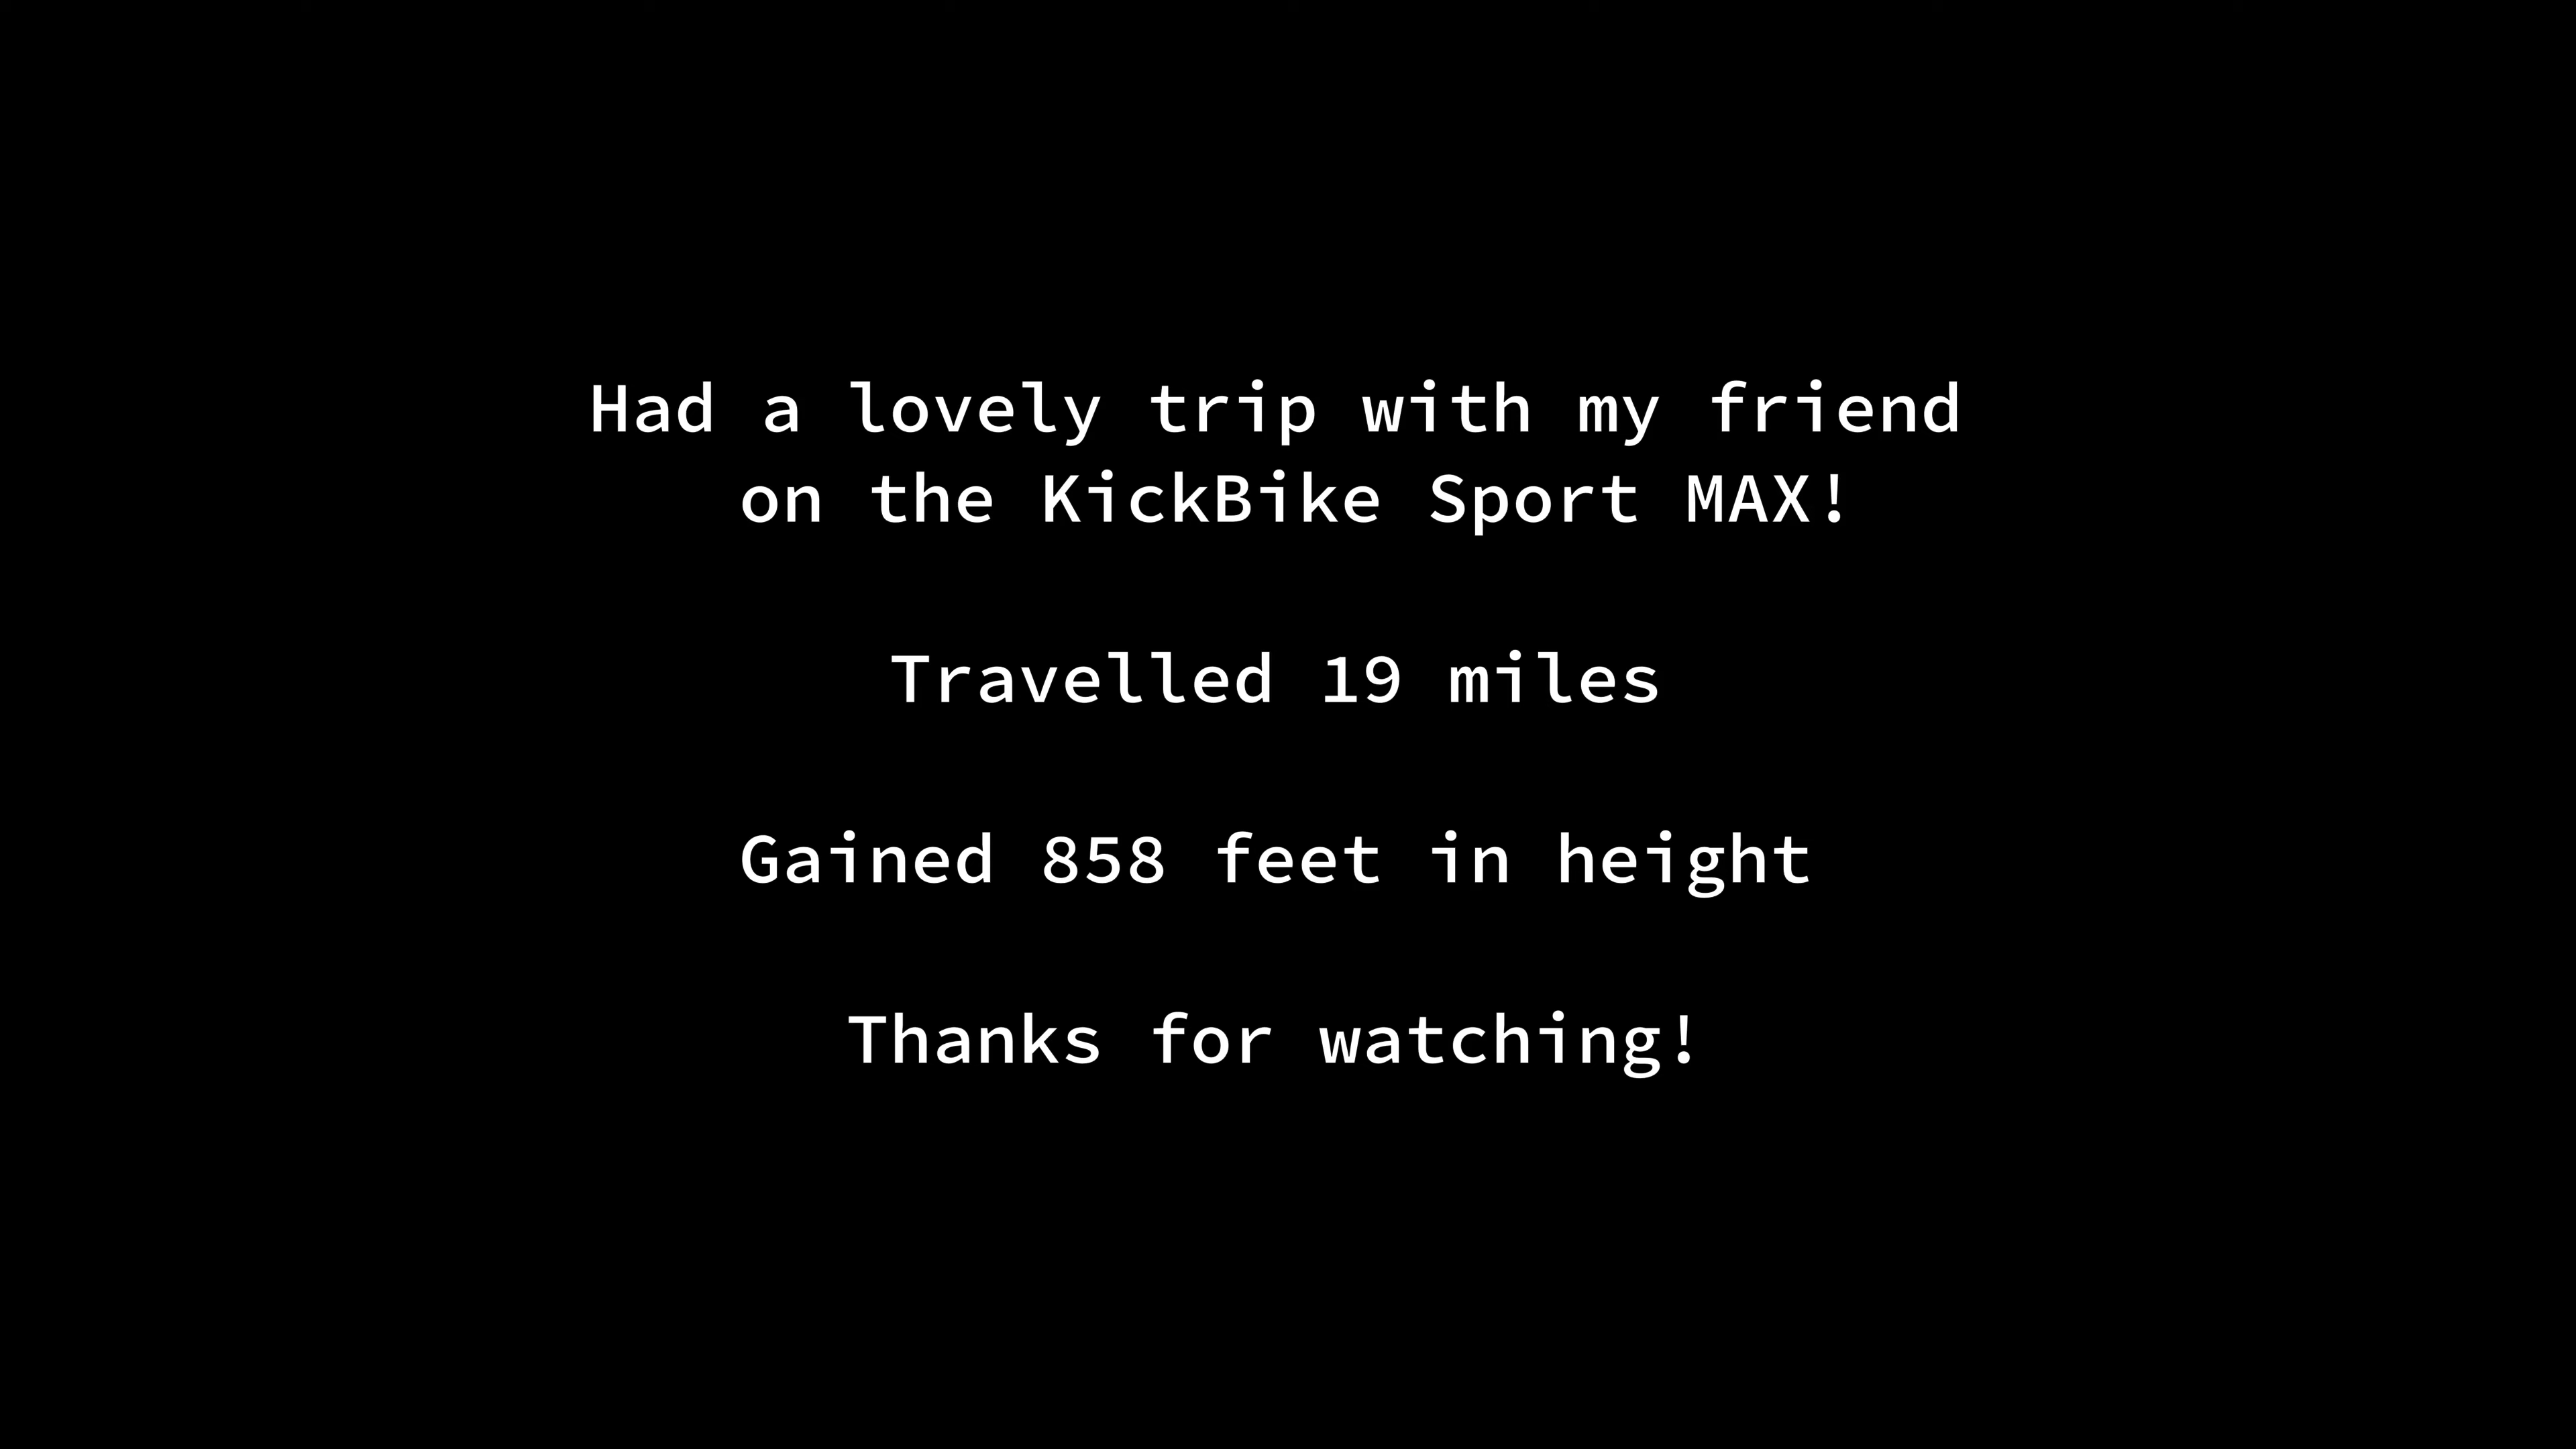 Had a lovely trip with my friend
on the KickBike Sport MAX!
Travelled 19 miles
Gained 858 feet in height
Thanks for watching!